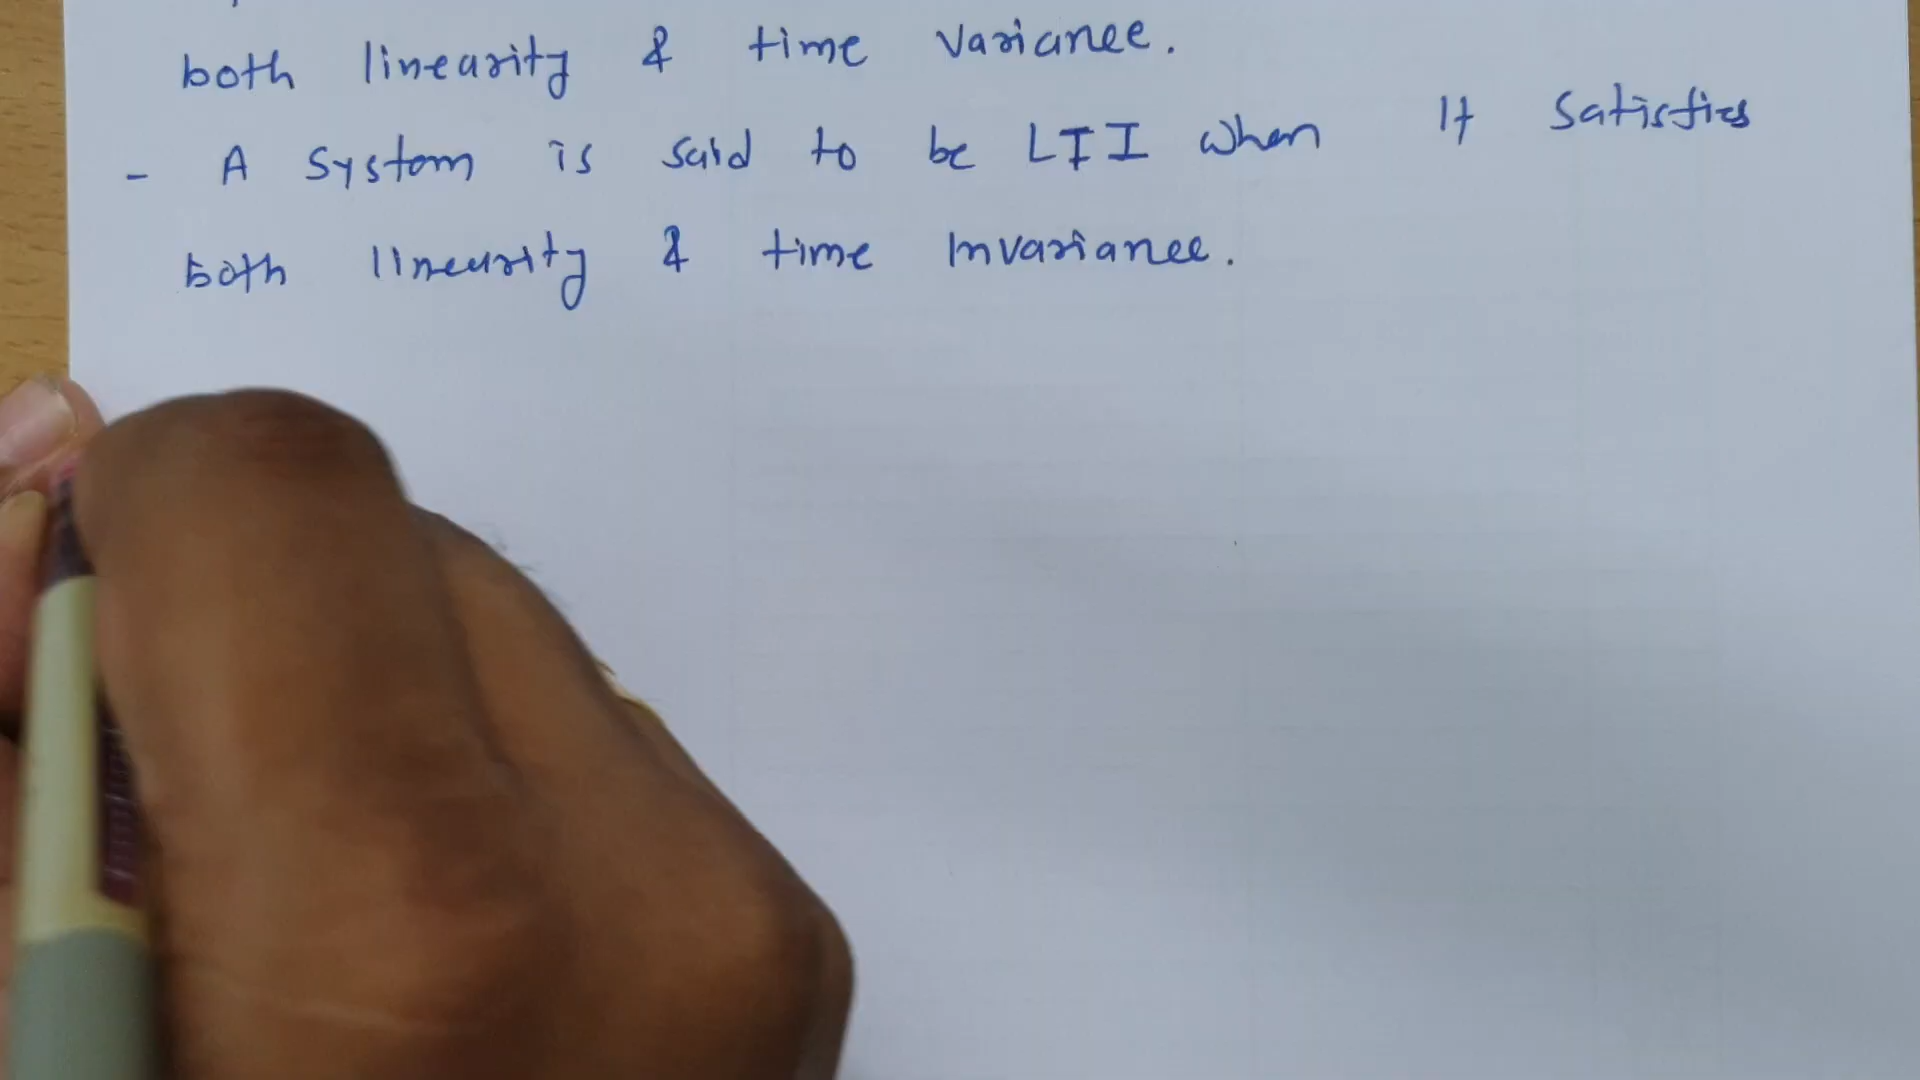 both linearity & time variance.
- A system is said to be LTI when It satisfies
both linearity & time Invariance.